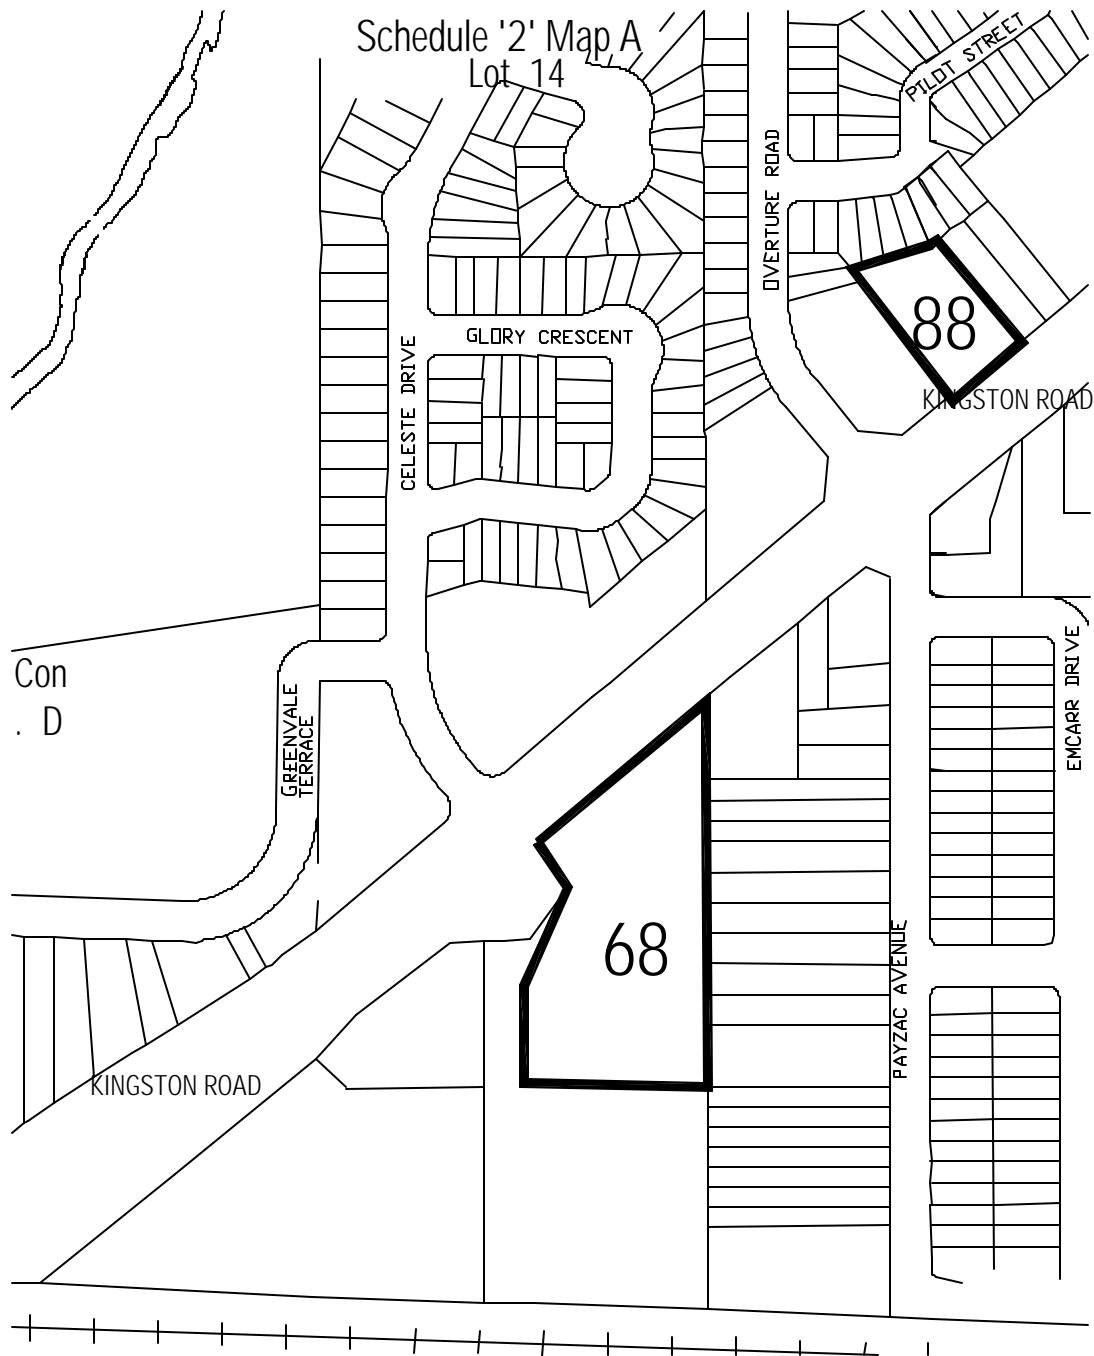 Schedule '2' Map A
Lot 14
PILOT STREET
OVERTURE ROAD
88
GLORY CRESCENT
CELESTE DRIVE
KINGSTON ROAD
Con
. D
GREENVALE
TERRACE
EMCARR DRIVE
68
PAYZAC AVENUE
KINGSTON ROAD